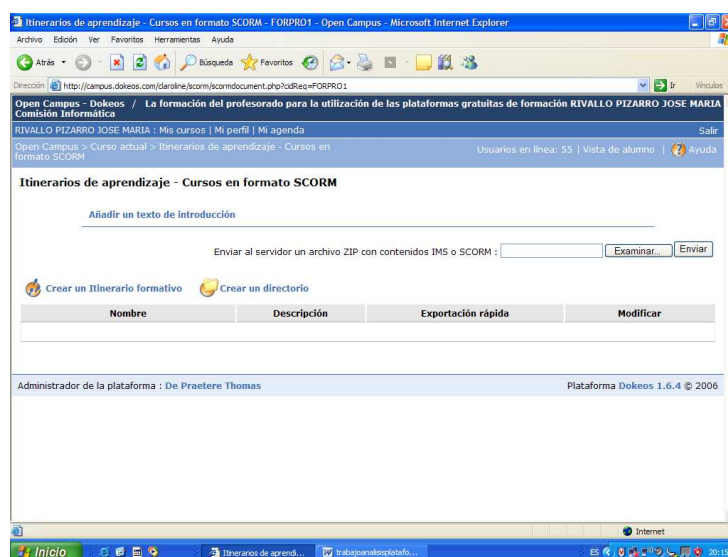 Itinerarios de aprendizaje - Cursos en formato SCORM - FORPRO1 - Open Campus - Microsoft Internet Explorer
Archivo Edición Ver Favoritos Herramientas Ayuda
Atrás Búsqueda Favoritos
Dirección http://campus.dokeos.com/claroline/scorm/scormdocument.php?cidReq=FORPRO1 Ir Vínculos
Open Campus - Dokeos / La formación del profesorado para la utilización de las plataformas gratuitas de formación RIVALLO PIZARRO JOSE MARIA
Comisión Informática
RIVALLO PIZARRO JOSE MARIA : Mis cursos | Mi perfil | Mi agenda Salir
Open Campus > Curso actual > Itinerarios de aprendizaje - Cursos en
formato SCORM
Usuarios en línea: 55 | Vista de alumno | Ayuda
Itinerarios de aprendizaje - Cursos en formato SCORM
Añadir un texto de introducción
Enviar al servidor un archivo ZIP con contenidos IMS o SCORM : Examinar... Enviar
Crear un Itinerario formativo Crear un directorio
Nombre Descripción Exportación rápida Modificar
Administrador de la plataforma : De Praetere Thomas Plataforma Dokeos 1.6.4 © 2006
Internet
Inicio Itinerarios de aprendi... trabajoanalisisplatafo... ES